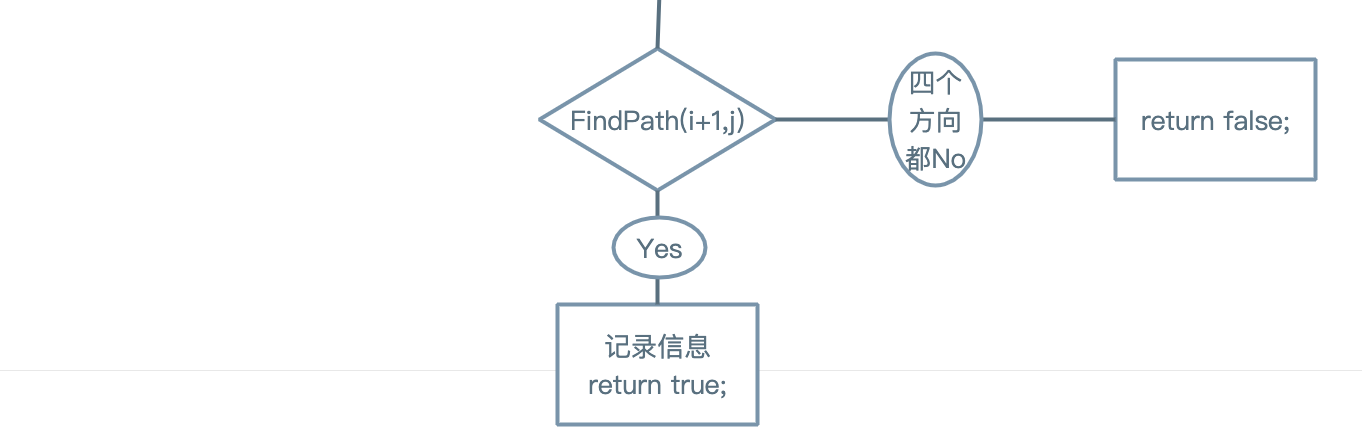 FindPath(i+1,j)
四个
方向
都No
return false;
Yes
记录信息
return true;